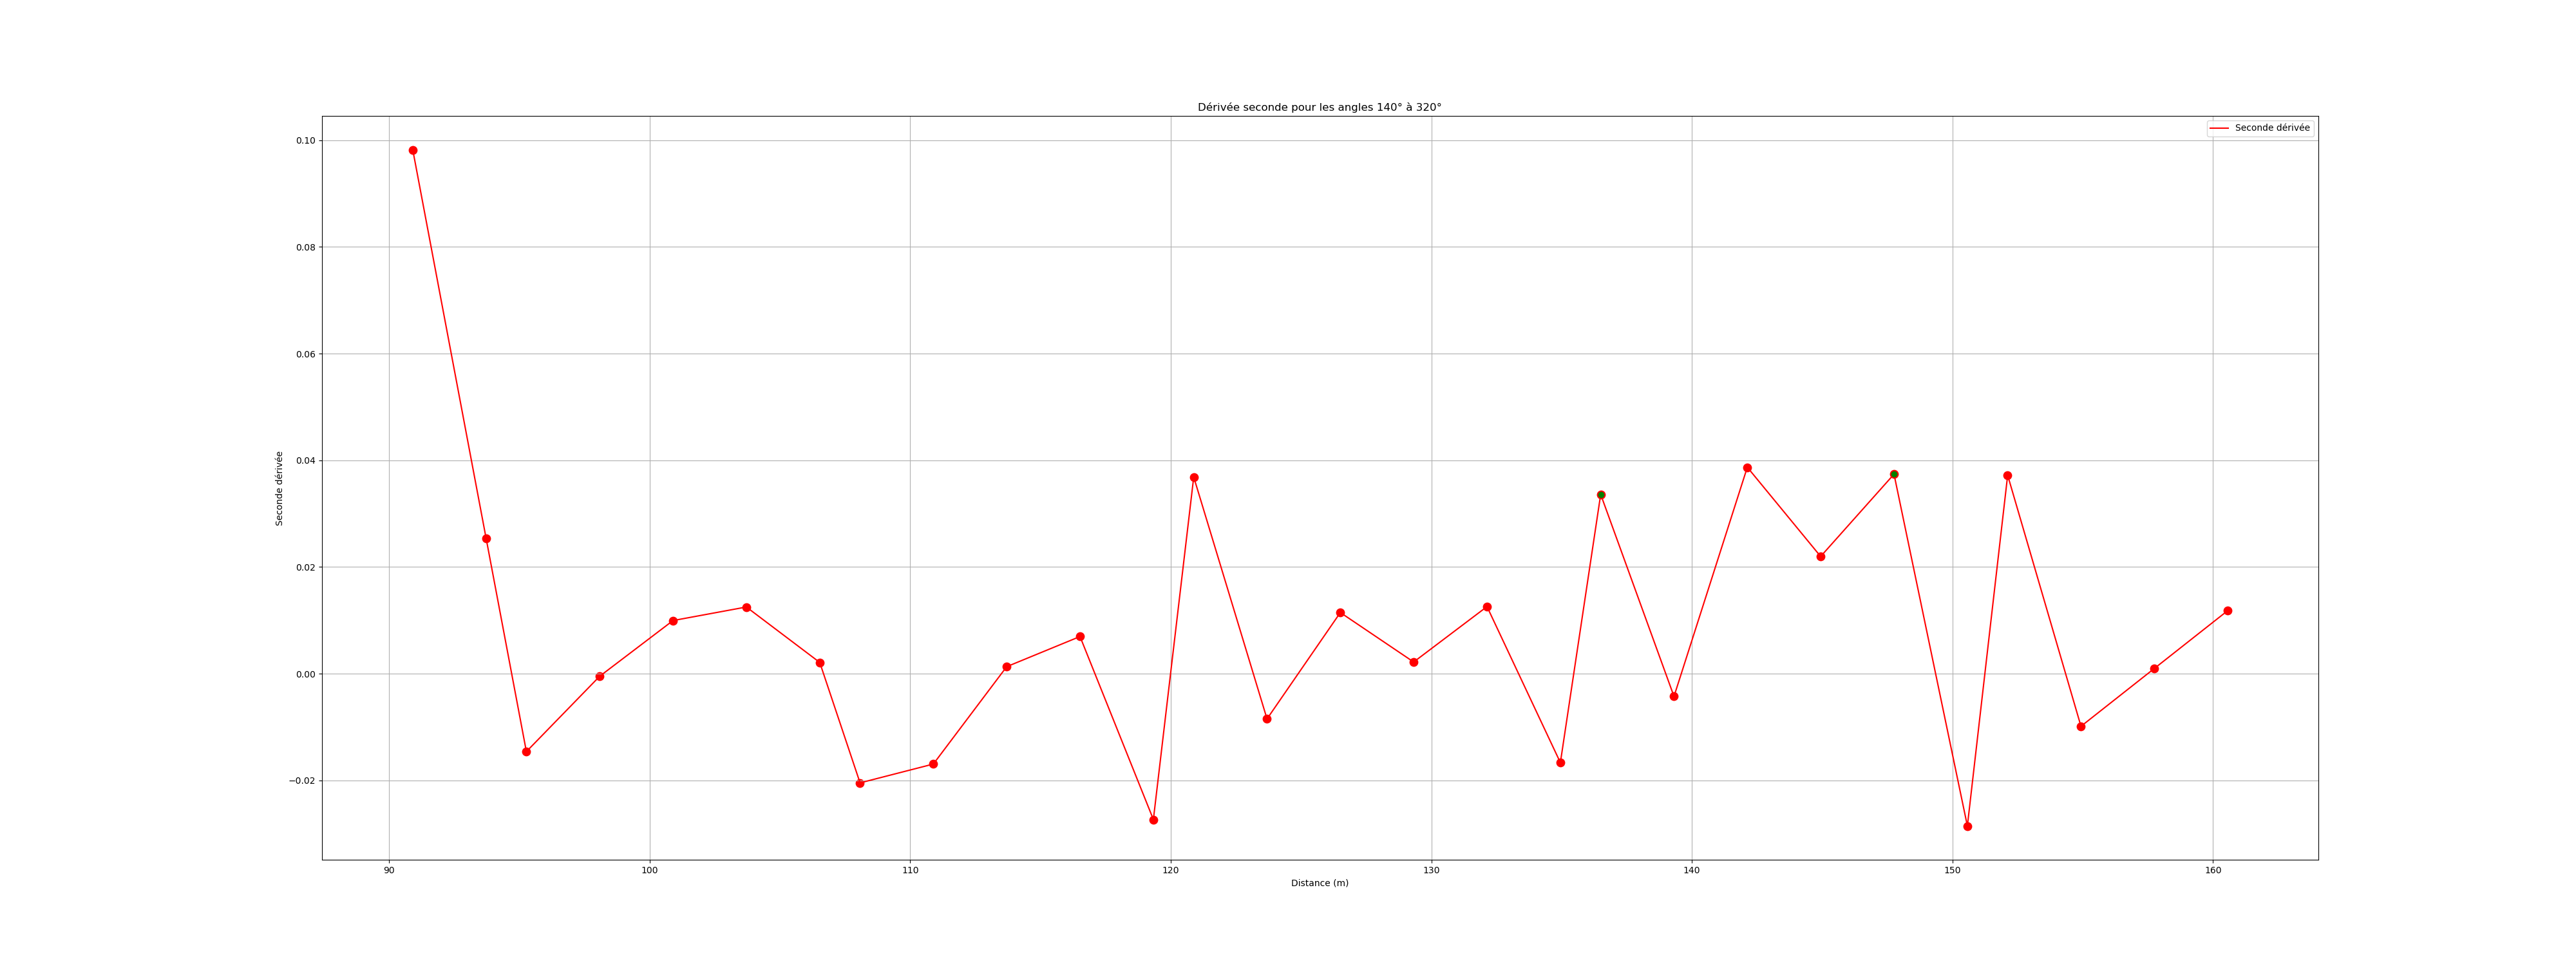 Dérivée seconde pour les angles 140° à 320°
Seconde dérivée
0.10
0.08
0.06
0.04
0.02
0.00
−0.02
Seconde dérivée
90 100 110 120 130 140 150 160
Distance (m)